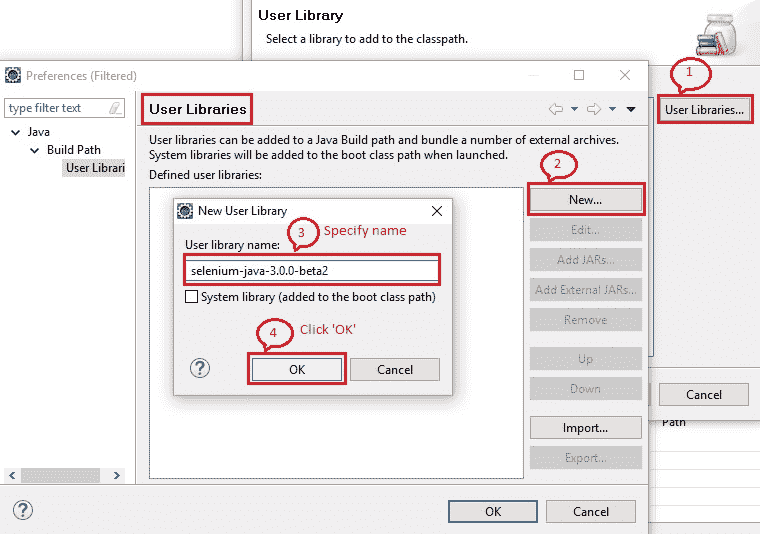 User Library
Select a library to add to the classpath.
1
User Libraries...
Preferences (Filtered)
type filter text
Java
Build Path
User Librari
User Libraries
User libraries can be added to a Java Build path and bundle a number of external archives.
System libraries will be added to the boot class path when launched.
Defined user libraries:
2
New...
Edit...
Add JARs...
Add External JARs...
Remove
Up
Down
Import...
Export...
New User Library
3 Specify name
User library name:
selenium-java-3.0.0-beta2
System library (added to the boot class path)
4 Click 'OK'
?
OK
Cancel
Cancel
Path
?
OK
Cancel